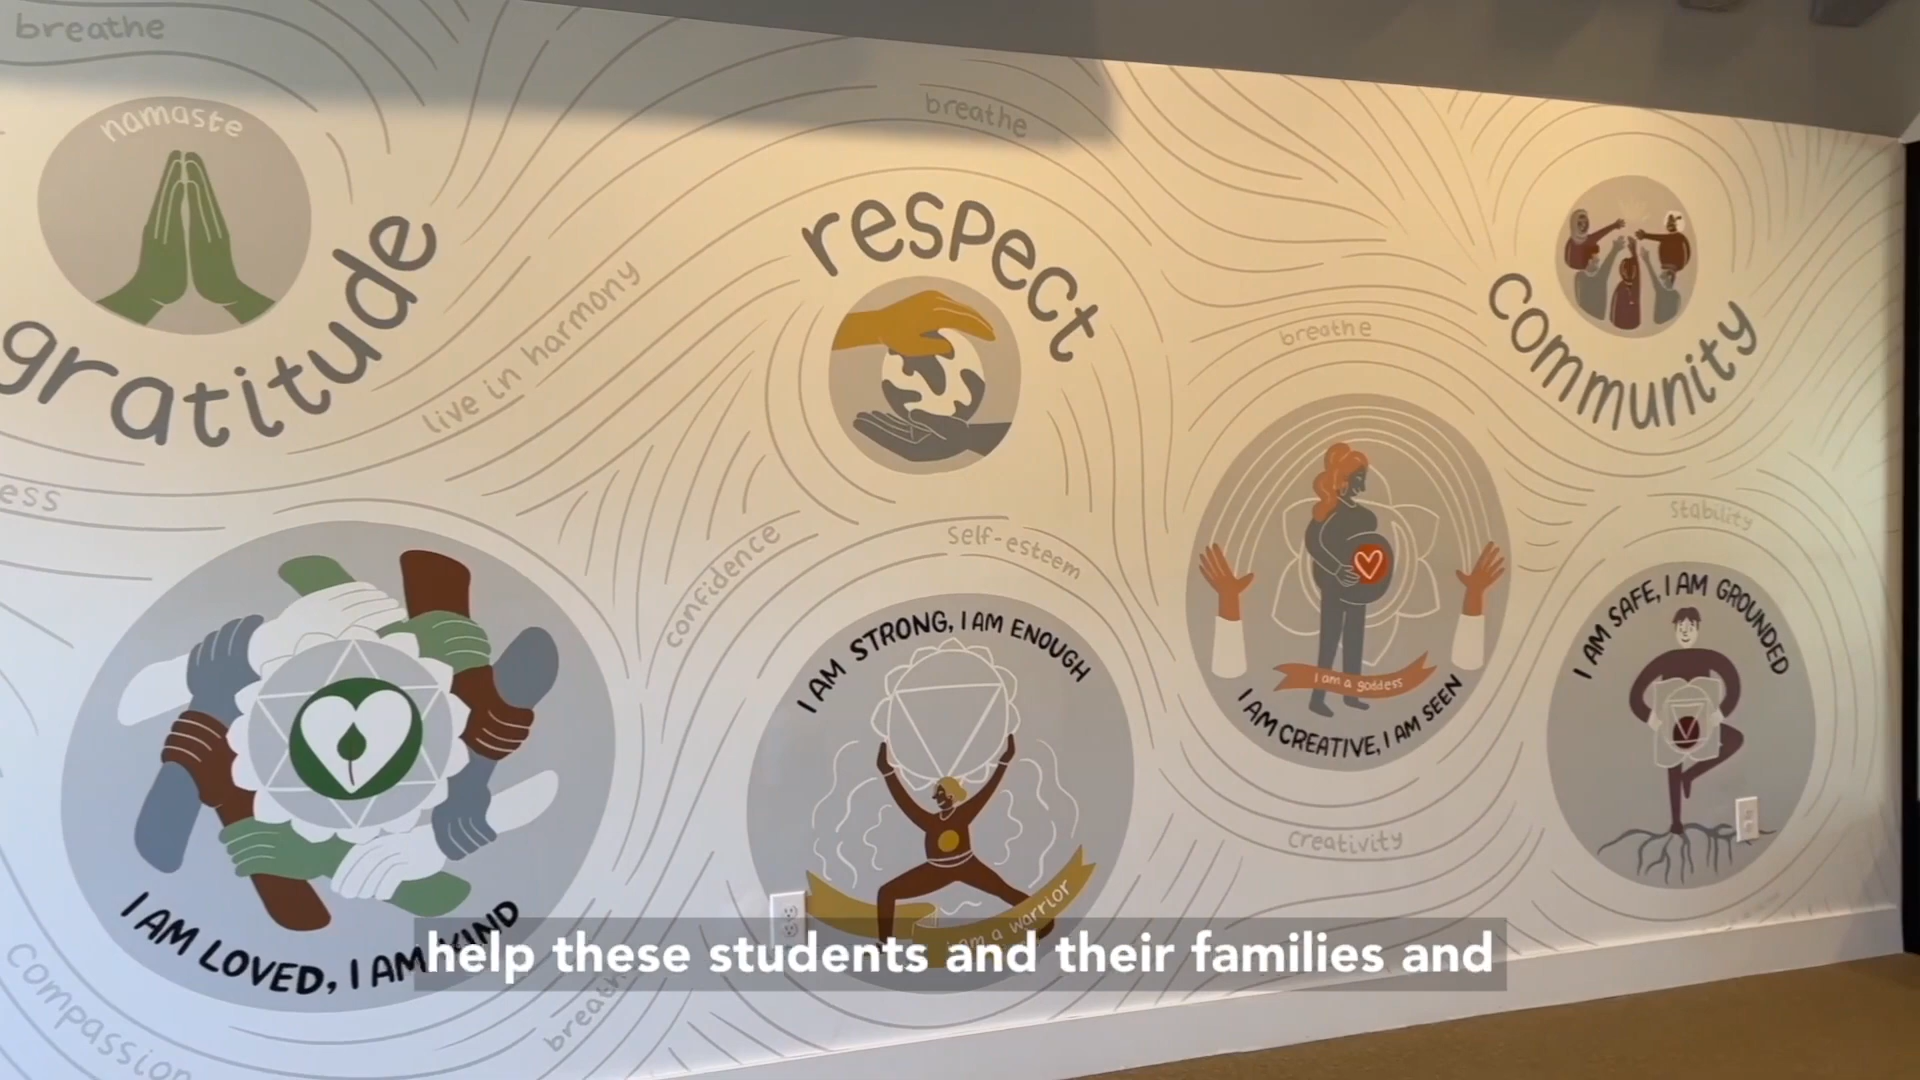 breathe
namaste
gratitude
live in harmony
breathe
respect
community
breathe
confidence
Self-esteem
stability
I AM STRONG, I AM ENOUGH
i am a warrior
I am a goddess
I AM CREATIVE, I AM SEEN
creativity
I AM SAFE, I AM GROUNDED
I AM LOVED, I AM KIND
compassion
help these students and their families and